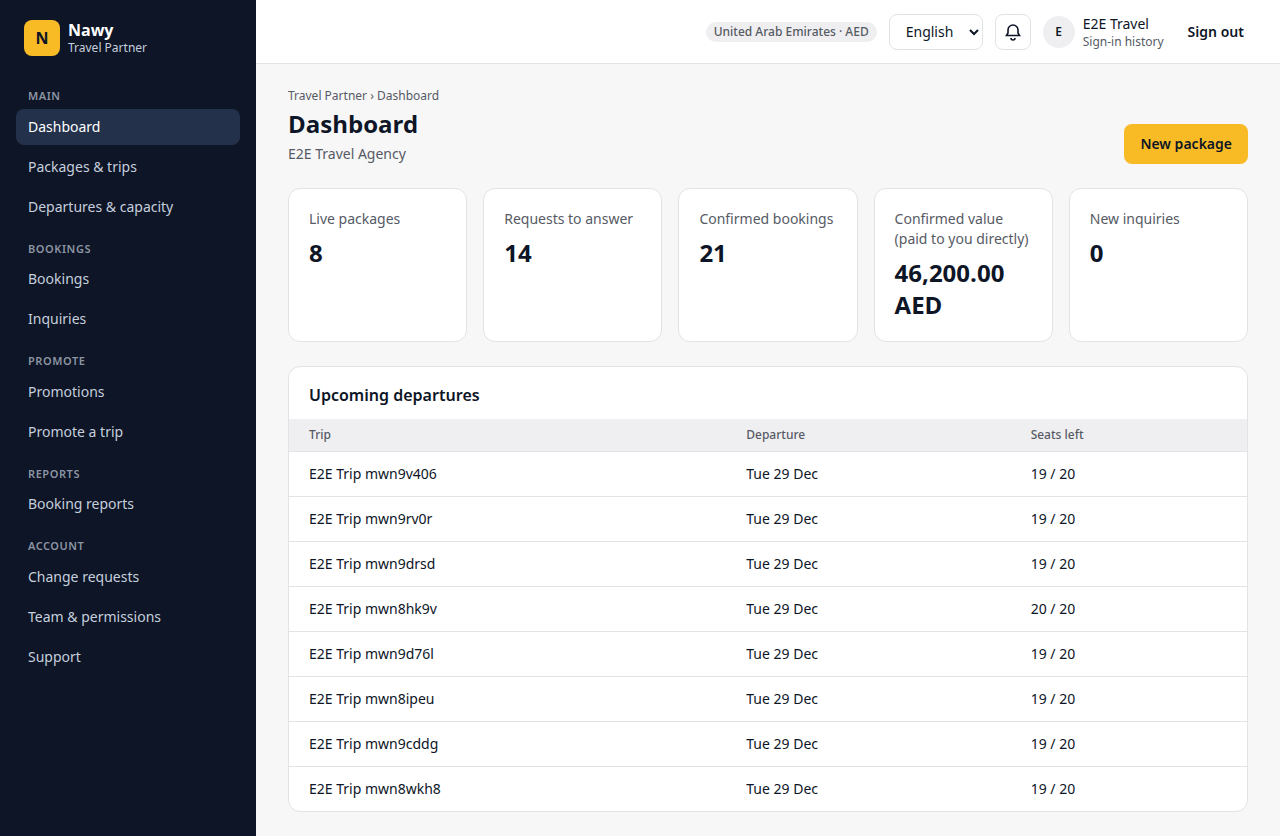 N
Nawy
Travel Partner
MAIN
Dashboard
Packages & trips
Departures & capacity
BOOKINGS
Bookings
Inquiries
PROMOTE
Promotions
Promote a trip
REPORTS
Booking reports
ACCOUNT
Change requests
Team & permissions
Support
United Arab Emirates · AED
English
E
E2E Travel
Sign-in history
Sign out
Travel Partner › Dashboard
Dashboard
E2E Travel Agency
New package
Live packages
8
Requests to answer
14
Confirmed bookings
21
Confirmed value
(paid to you directly)
46,200.00
AED
New inquiries
0
Upcoming departures
Trip Departure Seats left
E2E Trip mwn9v406 Tue 29 Dec 19 / 20
E2E Trip mwn9rv0r Tue 29 Dec 19 / 20
E2E Trip mwn9drsd Tue 29 Dec 19 / 20
E2E Trip mwn8hk9v Tue 29 Dec 20 / 20
E2E Trip mwn9d76l Tue 29 Dec 19 / 20
E2E Trip mwn8ipeu Tue 29 Dec 19 / 20
E2E Trip mwn9cddg Tue 29 Dec 19 / 20
E2E Trip mwn8wkh8 Tue 29 Dec 19 / 20